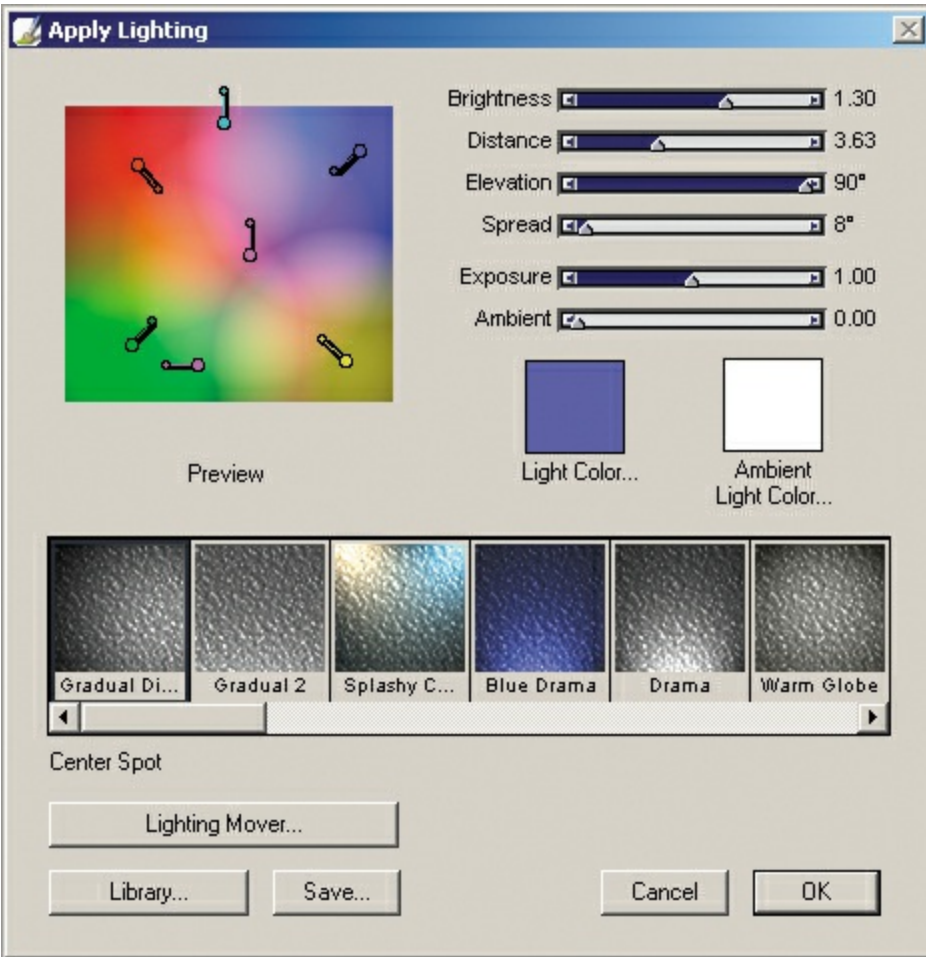 Apply Lighting
Brightness 1.30
Distance 3.63
Elevation 90°
Spread 8°
Exposure 1.00
Ambient 0.00
Preview
Light Color...
Ambient
Light Color...
Gradual Di...
Gradual 2
Splashy C...
Blue Drama
Drama
Warm Globe
Center Spot
Lighting Mover...
Library...
Save...
Cancel
OK